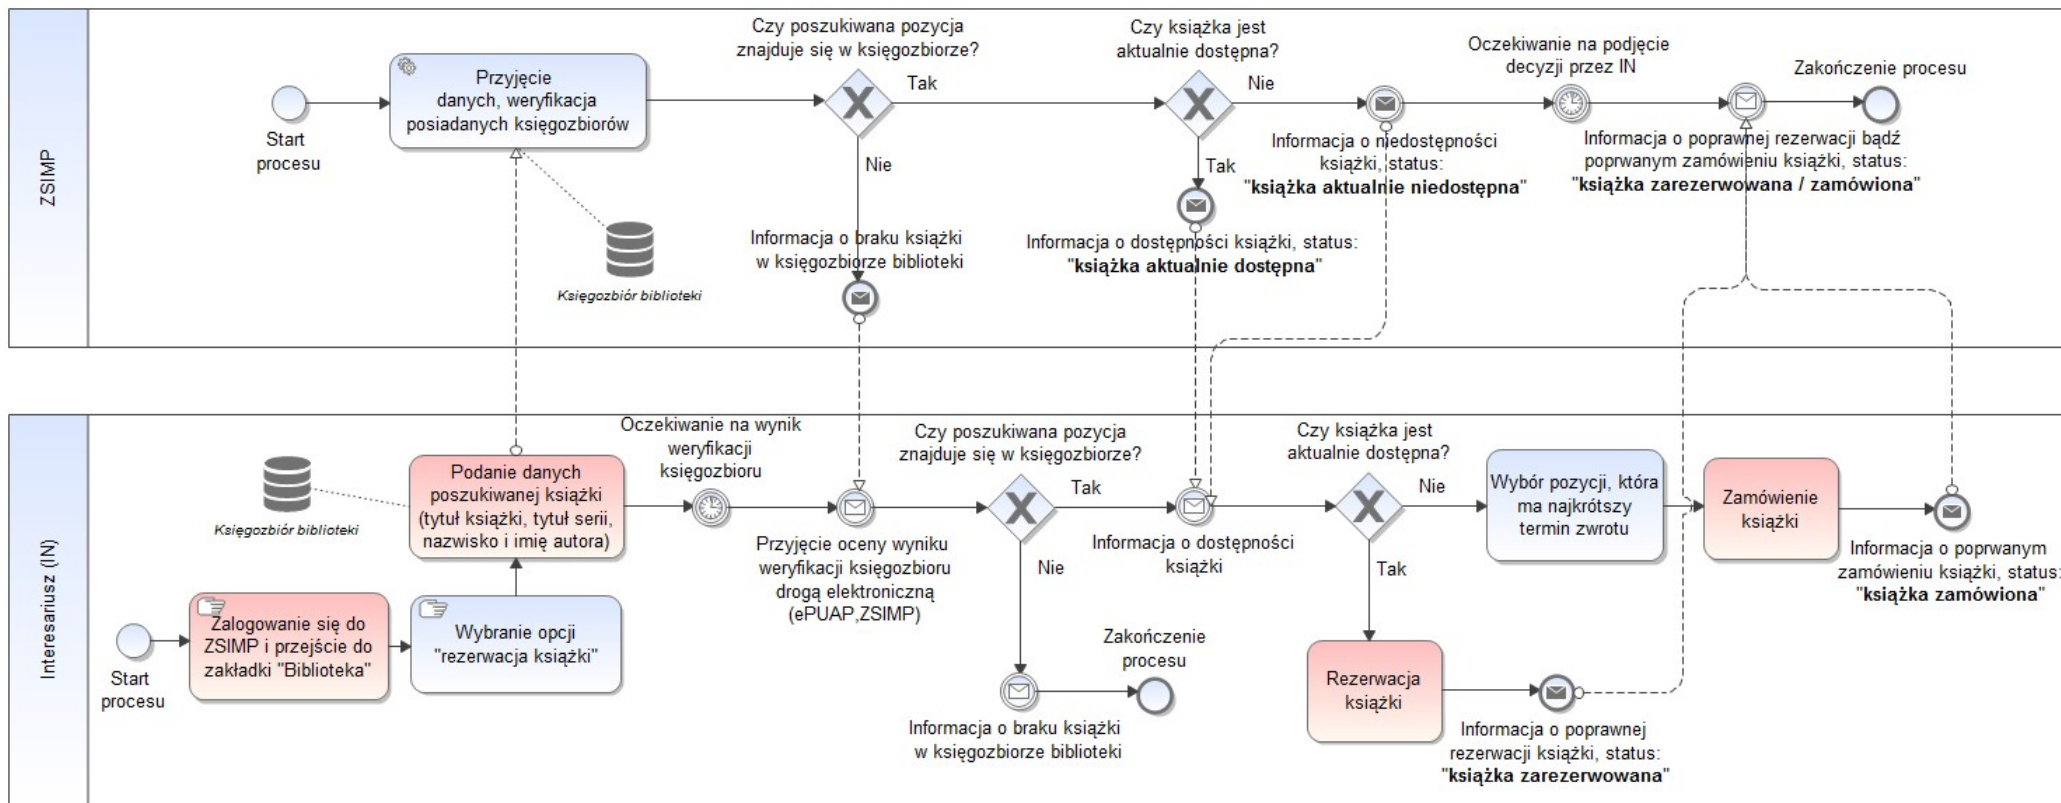 ZSIMP
Start
procesu
Przyjęcie
danych, weryfikacja
posiadanych księgozbiorów
Księgozbiór biblioteki
Czy poszukiwana pozycja
znajduje się w księgozbiorze?
Tak
Nie
Informacja o braku książki
w księgozbiorze biblioteki
Czy książka jest
aktualnie dostępna?
Nie
Tak
Informacja o dostępności książki, status:
"książka aktualnie dostępna"
Informacja o niedostępności
książki, status:
"książka aktualnie niedostępna"
Oczekiwanie na podjęcie
decyzji przez IN
Informacja o poprawnej rezerwacji bądź
poprwanym zamówieniu książki, status:
"książka zarezerwowana / zamówiona"
Zakończenie procesu
Interesariusz (IN)
Start
procesu
Zalogowanie się do
ZSIMP i przejście do
zakładki "Biblioteka"
Wybranie opcji
"rezerwacja książki"
Księgozbiór biblioteki
Podanie danych
poszukiwanej książki
(tytuł książki, tytuł serii,
nazwisko i imię autora)
Oczekiwanie na wynik
weryfikacji
księgozbioru
Przyjęcie oceny wyniku
weryfikacji księgozbioru
drogą elektroniczną
(ePUAP,ZSIMP)
Czy poszukiwana pozycja
znajduje się w księgozbiorze?
Tak
Nie
Informacja o braku książki
w księgozbiorze biblioteki
Zakończenie
procesu
Informacja o dostępności
książki
Czy książka jest
aktualnie dostępna?
Nie
Tak
Rezerwacja
książki
Informacja o poprawnej
rezerwacji książki, status:
"książka zarezerwowana"
Wybór pozycji, która
ma najkrótszy
termin zwrotu
Zamówienie
książki
Informacja o poprwanym
zamówieniu książki, status:
"książka zamówiona"